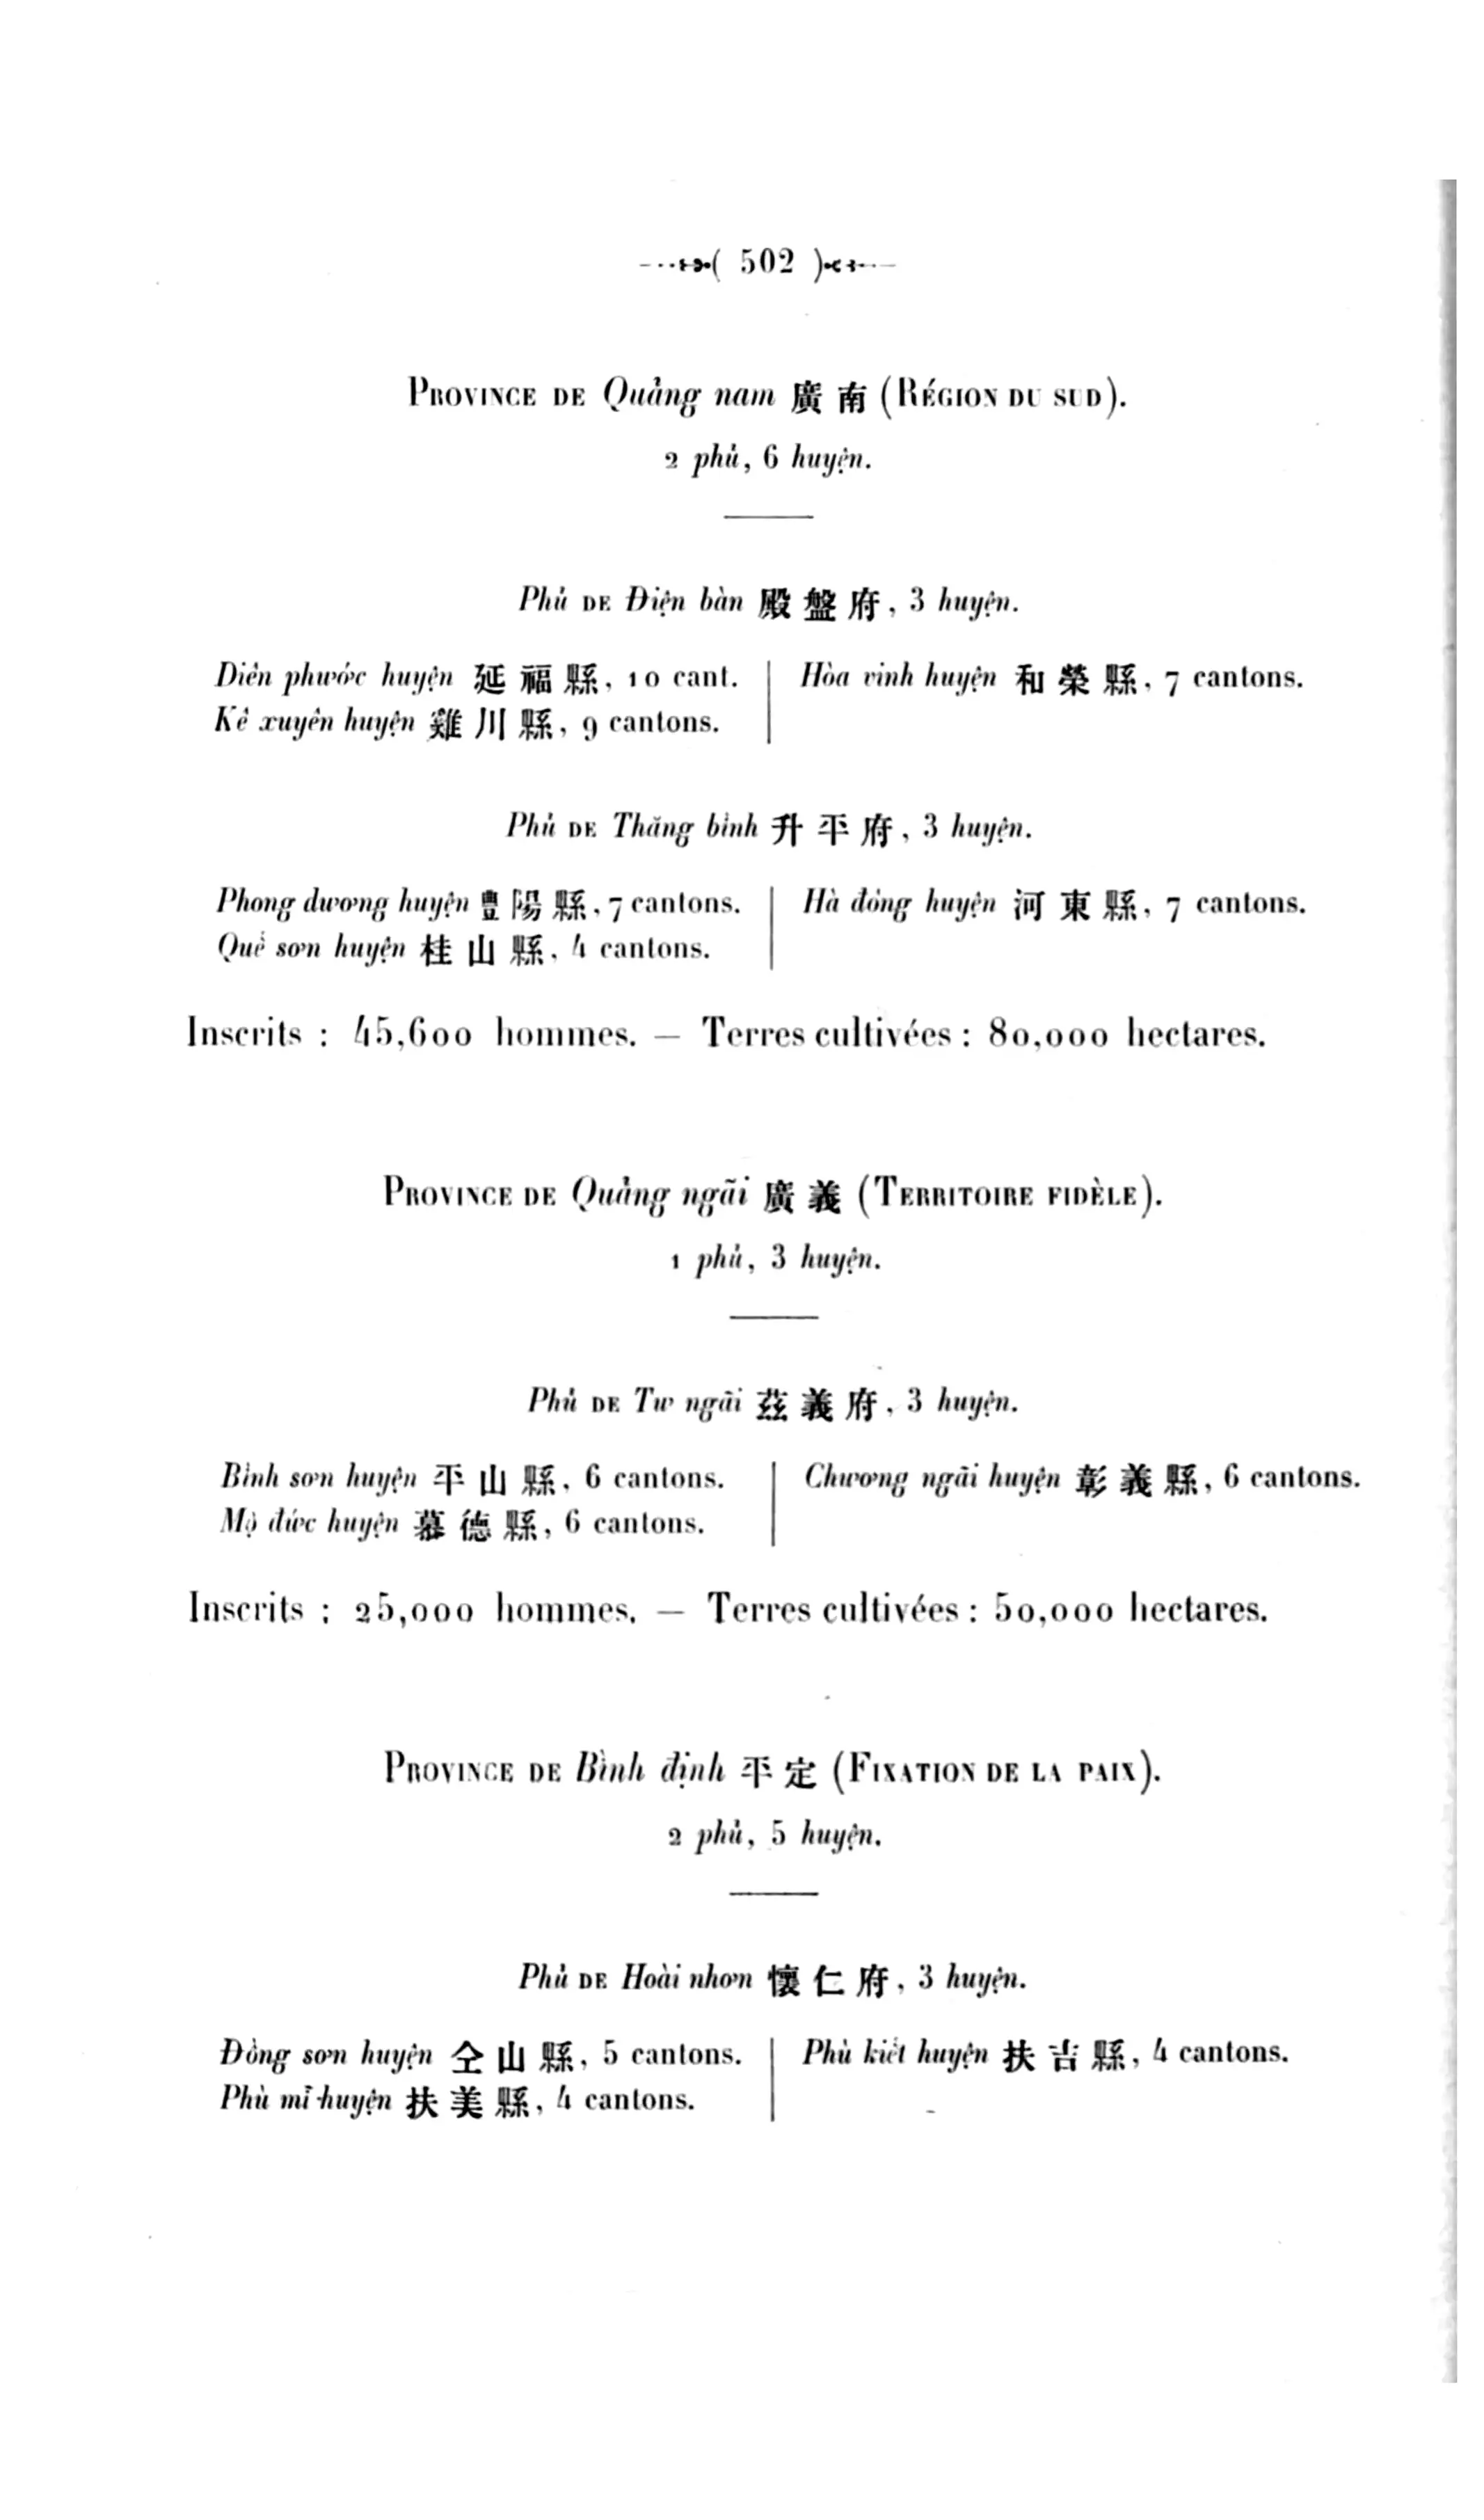 ( 502 )
PROVINCE DE Quảng nam 廣南 (RÉGION DU SUD).
2 phủ, 6 huyện.
Phủ DE Điện bàn 殿盤府, 3 huyện.
Diên phước huyện 延福縣, 10 cant.
Kê xuyên huyện 雞川縣, 9 cantons.
Hòa vinh huyện 和榮縣, 7 cantons.
Phủ DE Thăng bình 升平府, 3 huyện.
Phong dương huyện 豊陽縣, 7 cantons.
Quê sơn huyện 桂山縣, 4 cantons.
Hà đông huyện 河東縣, 7 cantons.
Inscrits : 45,600 hommes. — Terres cultivées : 80,000 hectares.
PROVINCE DE Quảng ngãi 廣義 (TERRITOIRE FIDÈLE).
1 phủ, 3 huyện.
Phủ DE Tư ngãi 茲義府, 3 huyện.
Bình sơn huyện 平山縣, 6 cantons.
Mộ đức huyện 慕德縣, 6 cantons.
Chương ngãi huyện 彰義縣, 6 cantons.
Inscrits : 25,000 hommes. — Terres cultivées : 50,000 hectares.
PROVINCE DE Bình định 平定 (FIXATION DE LA PAIX).
2 phủ, 5 huyện.
Phủ DE Hoài nhơn 懷仁府, 3 huyện.
Đồng sơn huyện 仝山縣, 5 cantons.
Phù mĩ huyện 扶美縣, 4 cantons.
Phù kiết huyện 扶吉縣, 4 cantons.